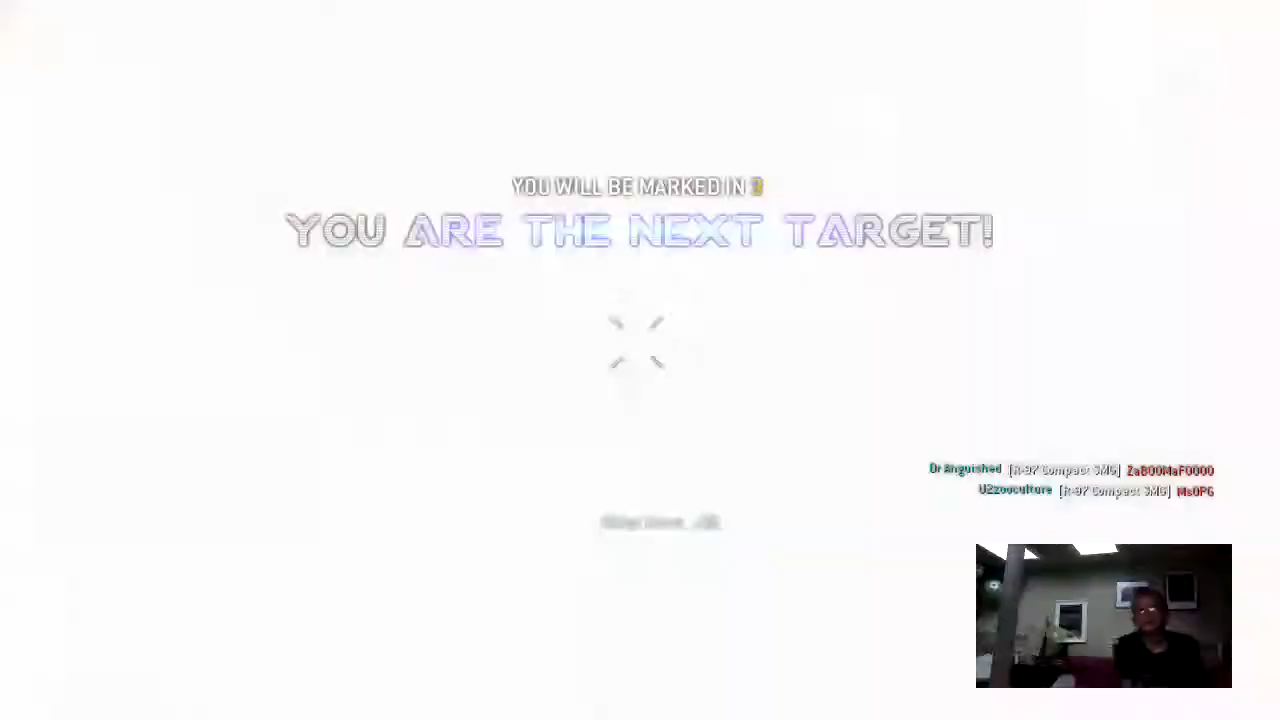 YOU WILL BE MARKED IN
YOU ARE THE NEXT TARGET!
Dr Anguished [R-97 Compact SMG] ZaBOOMaF0000
U2zooculture [R-97 Compact SMG] MsOPG